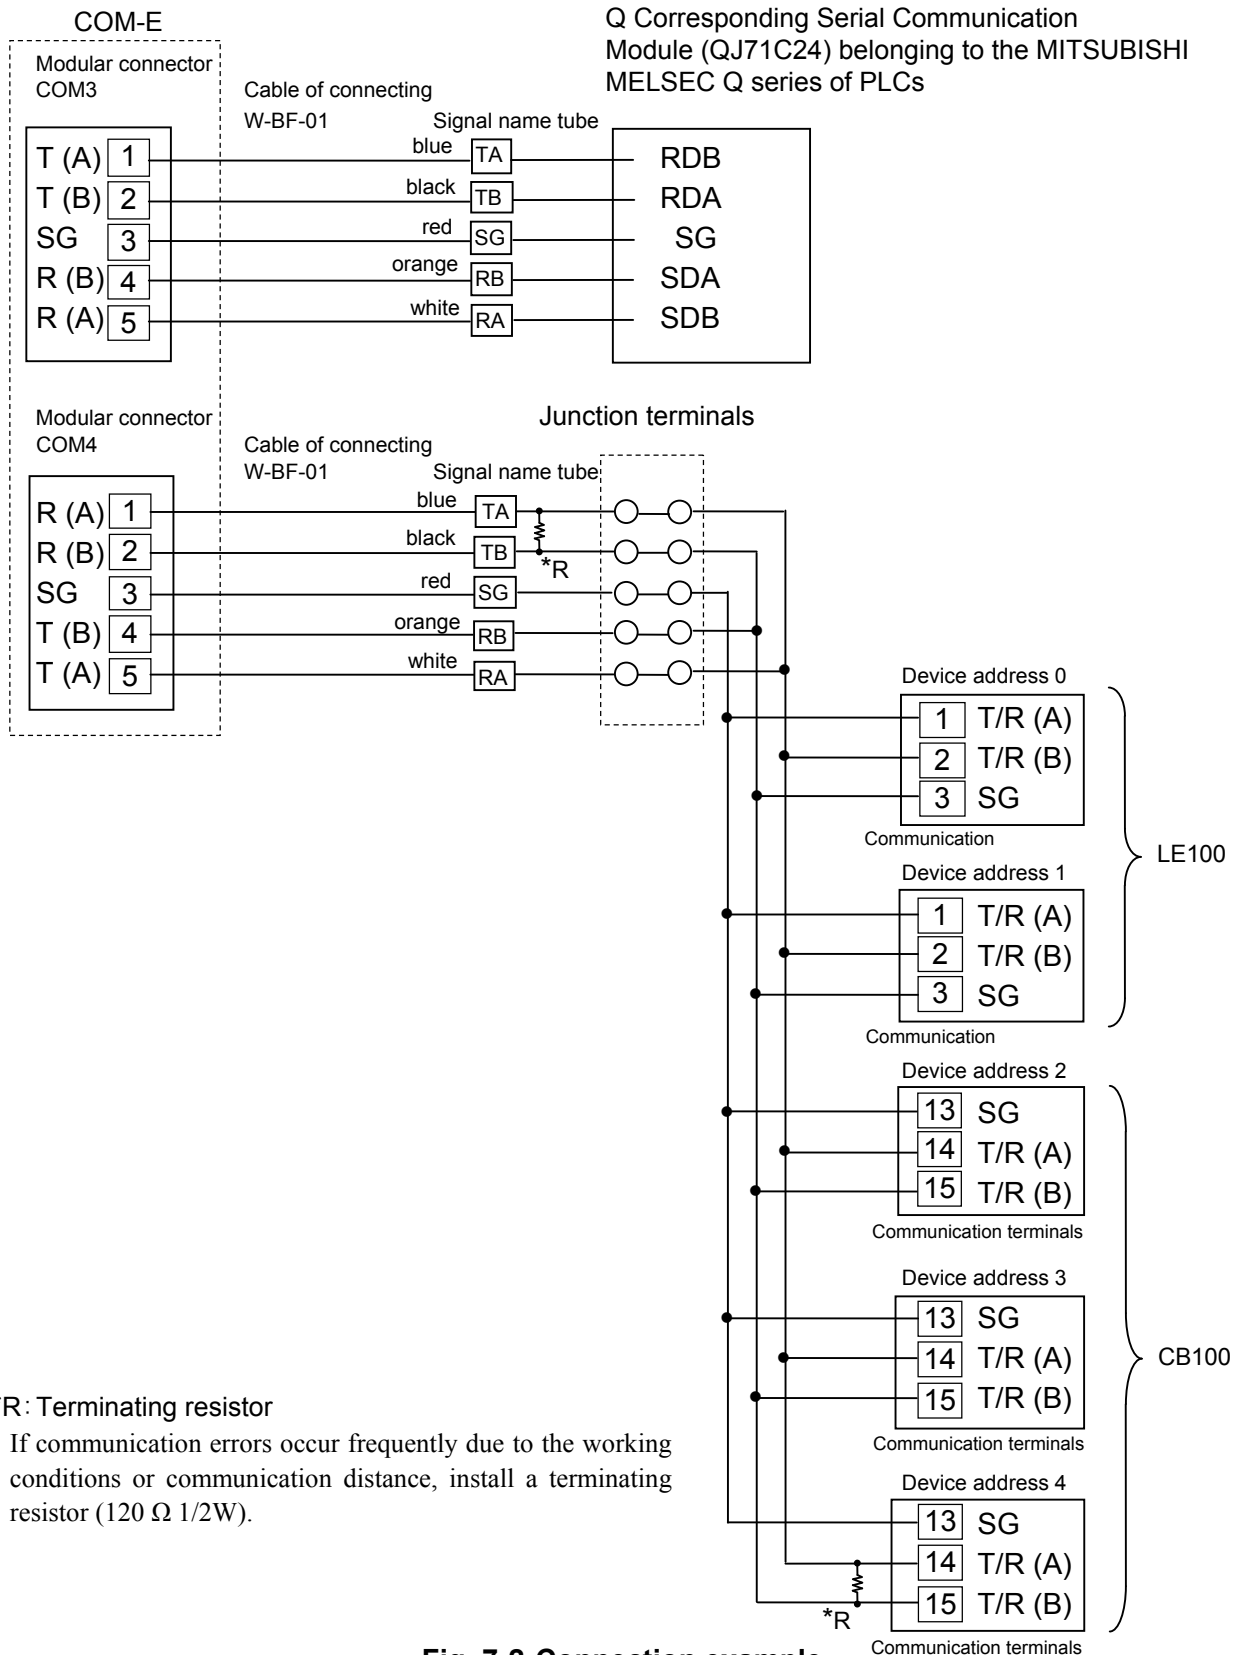 COM-E
Q Corresponding Serial Communication
Module (QJ71C24) belonging to the MITSUBISHI
MELSEC Q series of PLCs
Modular connector
COM3
Cable of connecting
W-BF-01
Signal name tube
T (A) 1 blue TA RDB
T (B) 2 black TB RDA
SG 3 red SG SG
R (B) 4 orange RB SDA
R (A) 5 white RA SDB
Modular connector
COM4
Cable of connecting
W-BF-01
Signal name tube
Junction terminals
R (A) 1 blue TA
R (B) 2 black TB
*R
SG 3 red SG
T (B) 4 orange RB
T (A) 5 white RA
Device address 0
1 T/R (A)
2 T/R (B)
3 SG
Communication
LE100
Device address 1
1 T/R (A)
2 T/R (B)
3 SG
Communication
Device address 2
13 SG
14 T/R (A)
15 T/R (B)
Communication terminals
Device address 3
13 SG
14 T/R (A)
15 T/R (B)
Communication terminals
CB100
Device address 4
13 SG
14 T/R (A)
15 T/R (B)
*R
Communication terminals
R: Terminating resistor
If communication errors occur frequently due to the working
conditions or communication distance, install a terminating
resistor (120 Ω 1/2W).